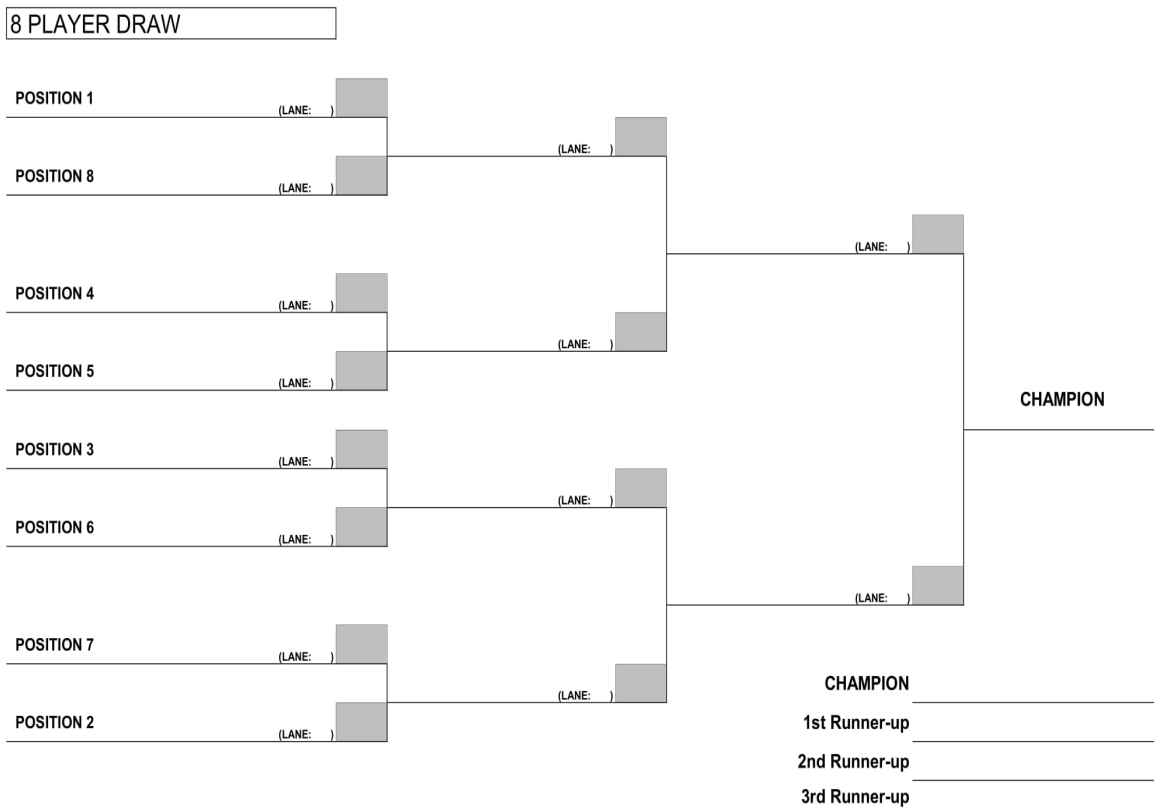 8 PLAYER DRAW
POSITION 1
(LANE: )
(LANE: )
POSITION 8
(LANE: )
(LANE: )
POSITION 4
(LANE: )
(LANE: )
POSITION 5
(LANE: )
CHAMPION
POSITION 3
(LANE: )
(LANE: )
POSITION 6
(LANE: )
(LANE: )
POSITION 7
(LANE: )
(LANE: )
POSITION 2
(LANE: )
CHAMPION
1st Runner-up
2nd Runner-up
3rd Runner-up